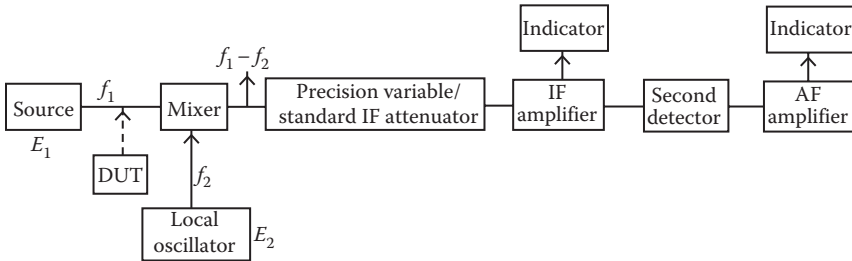 Indicator
Indicator
f1 – f2
f1
Source
Mixer
Precision variable/
standard IF attenuator
IF
amplifier
Second
detector
AF
amplifier
E1
DUT
f2
Local
oscillator
E2